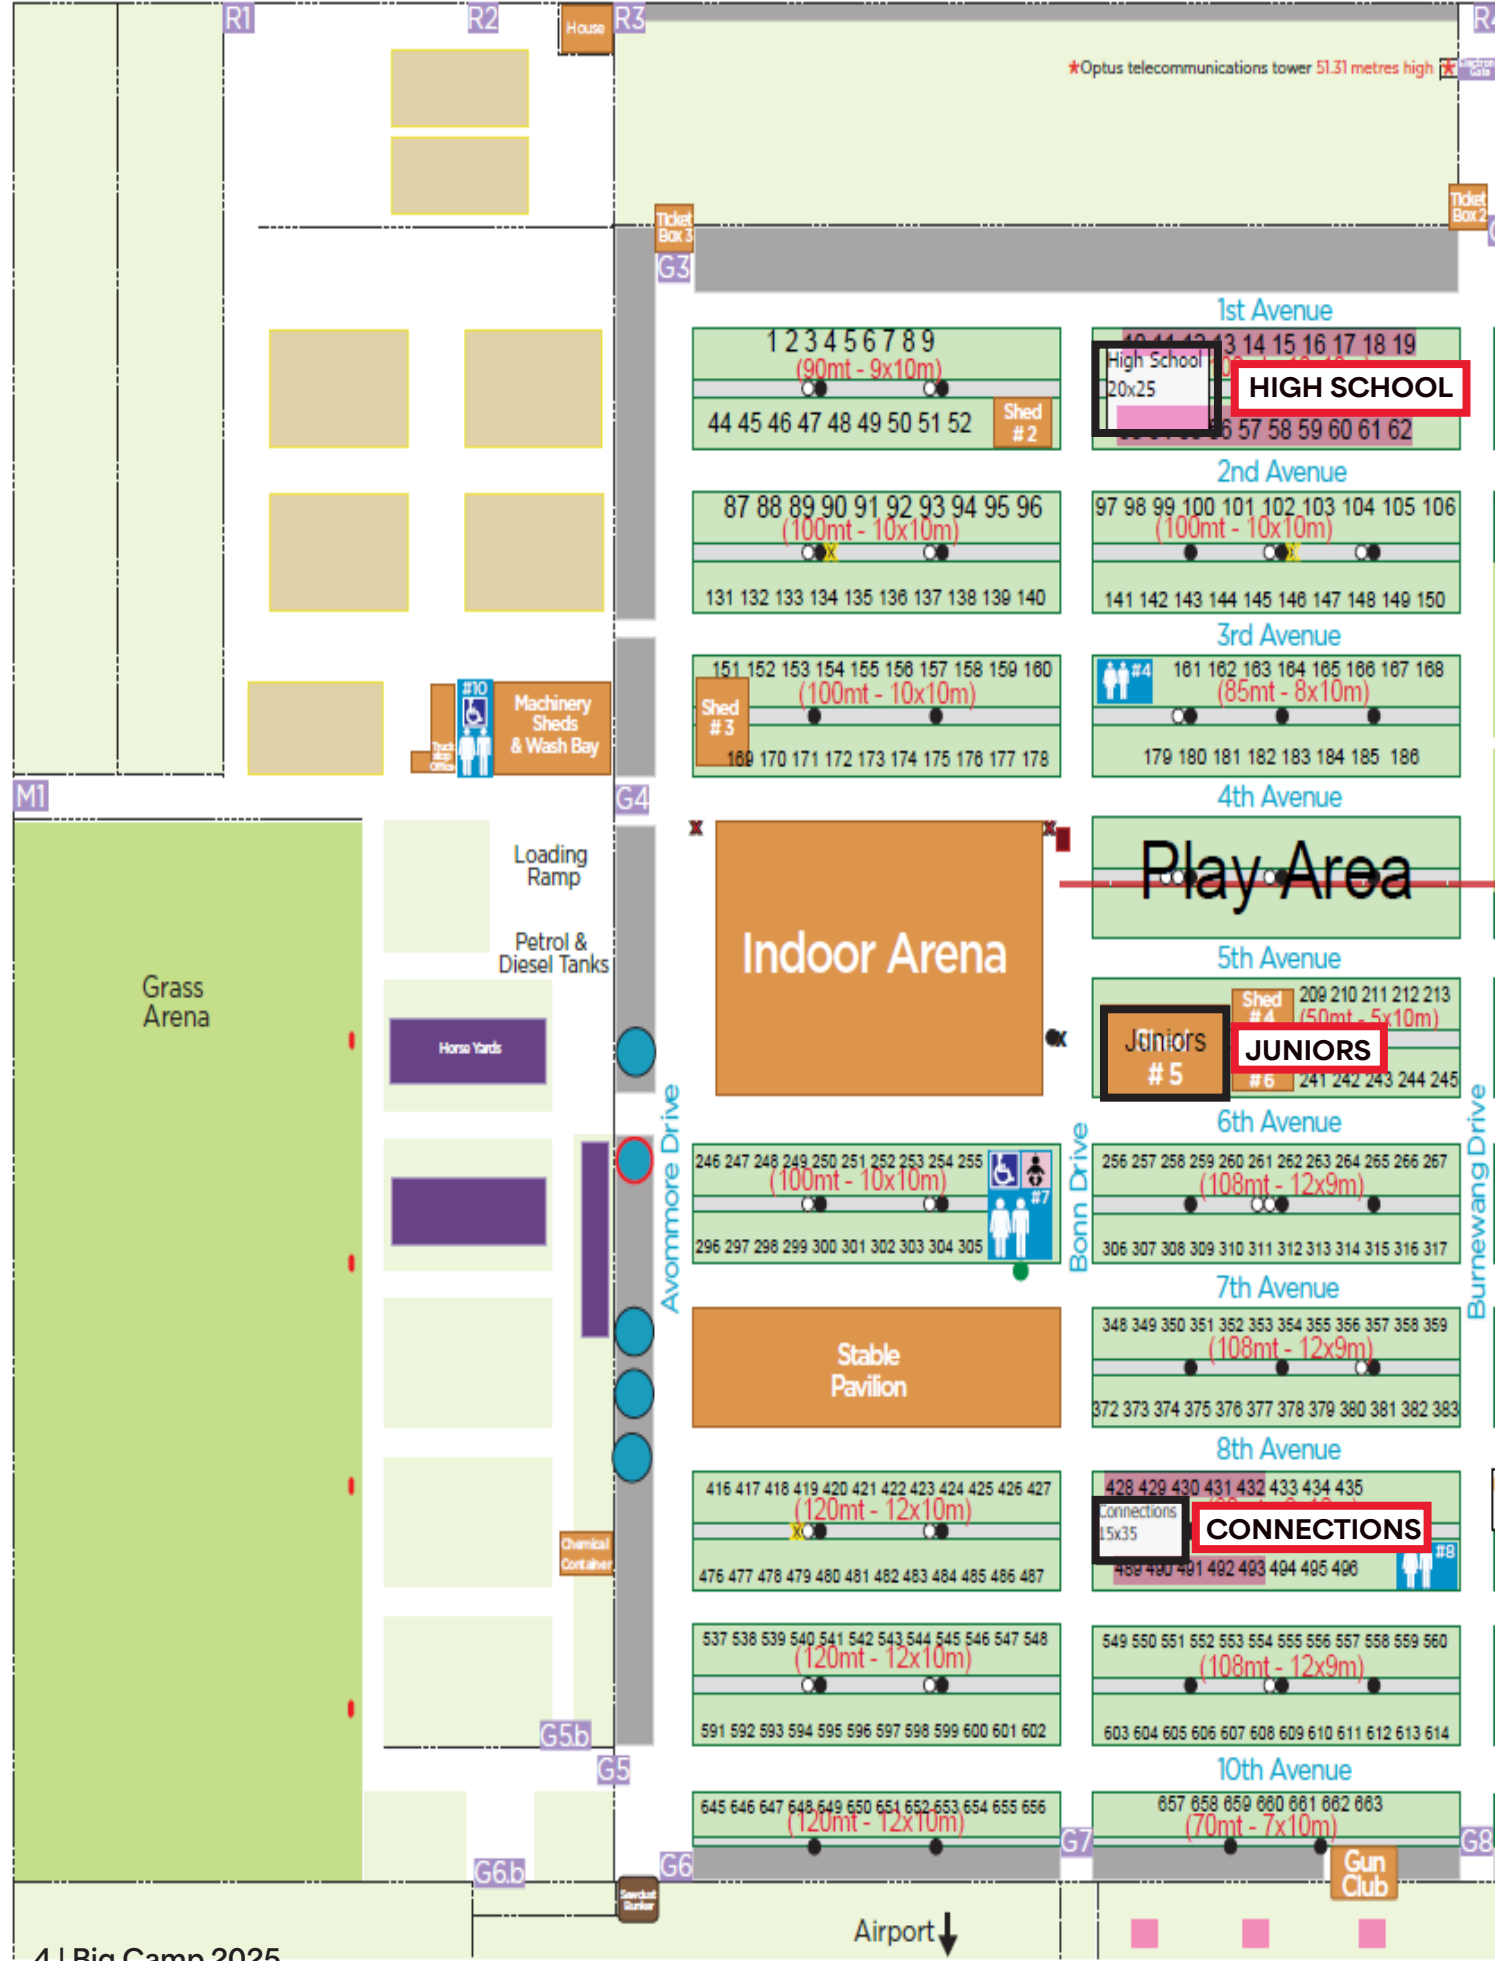 R1
R2
House
R3
*Optus telecommunications tower 51.31 metres high
Ticket
Box 3
Ticket
Box 2
G3
1st Avenue
1 2 3 4 5 6 7 8 9
(90mt - 9x10m)
44 45 46 47 48 49 50 51 52
Shed
#2
13 14 15 16 17 18 19
High School
20x25
HIGH SCHOOL
57 58 59 60 61 62
2nd Avenue
87 88 89 90 91 92 93 94 95 96
(100mt - 10x10m)
131 132 133 134 135 136 137 138 139 140
97 98 99 100 101 102 103 104 105 106
(100mt - 10x10m)
141 142 143 144 145 146 147 148 149 150
3rd Avenue
151 152 153 154 155 156 157 158 159 160
(100mt - 10x10m)
Shed
#3
169 170 171 172 173 174 175 176 177 178
#4
161 162 163 164 165 166 167 168
(85mt - 8x10m)
179 180 181 182 183 184 185 186
#10
Machinery
Sheds
& Wash Bay
Truck
Stop
Office
M1
G4
4th Avenue
Loading
Ramp
Petrol &
Diesel Tanks
Grass
Arena
Horse Yards
Indoor Arena
Play Area
5th Avenue
Juniors
#5
Shed
#4
209 210 211 212 213
(50mt - 5x10m)
JUNIORS
#6
241 242 243 244 245
Avommore Drive
Bonn Drive
Burnewang Drive
6th Avenue
246 247 248 249 250 251 252 253 254 255
(100mt - 10x10m)
296 297 298 299 300 301 302 303 304 305
#7
256 257 258 259 260 261 262 263 264 265 266 267
(108mt - 12x9m)
306 307 308 309 310 311 312 313 314 315 316 317
7th Avenue
Stable
Pavilion
348 349 350 351 352 353 354 355 356 357 358 359
(108mt - 12x9m)
372 373 374 375 376 377 378 379 380 381 382 383
8th Avenue
416 417 418 419 420 421 422 423 424 425 426 427
(120mt - 12x10m)
476 477 478 479 480 481 482 483 484 485 486 487
428 429 430 431 432 433 434 435
Connections
15x35
CONNECTIONS
489 490 491 492 493 494 495 496
#8
Chemical
Container
537 538 539 540 541 542 543 544 545 546 547 548
(120mt - 12x10m)
591 592 593 594 595 596 597 598 599 600 601 602
549 550 551 552 553 554 555 556 557 558 559 560
(108mt - 12x9m)
603 604 605 606 607 608 609 610 611 612 613 614
G5.b
G5
10th Avenue
645 646 647 648 649 650 651 652 653 654 655 656
(120mt - 12x10m)
657 658 659 660 661 662 663
(70mt - 7x10m)
G6
G7
G8
Gun
Club
G6.b
Sawdust
Bunker
Airport
4 | Big Camp 2025